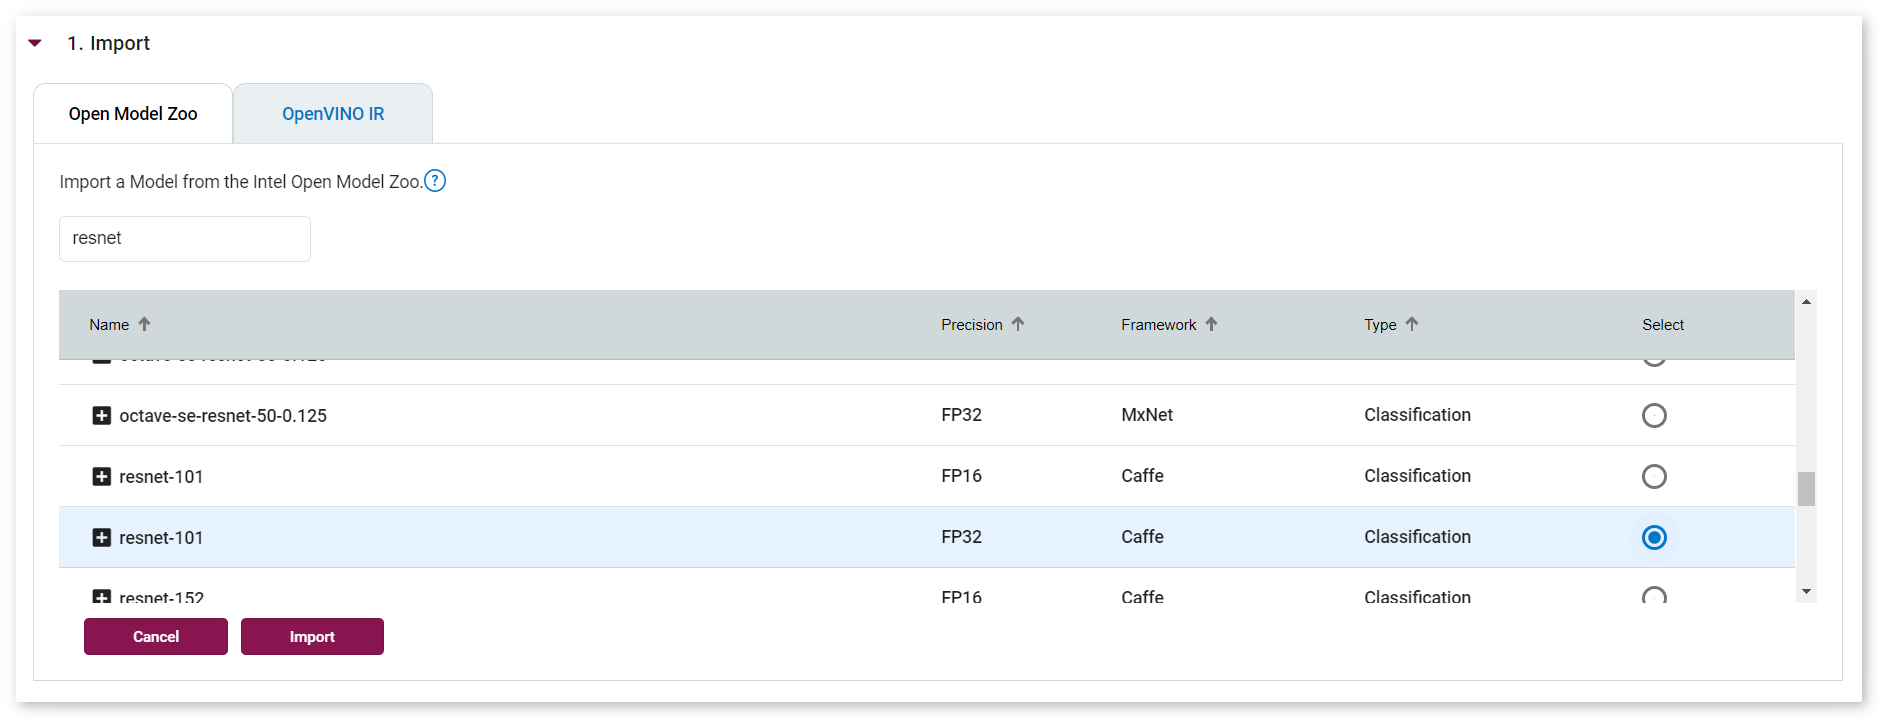 1. Import
Open Model Zoo OpenVINO IR
Import a Model from the Intel Open Model Zoo. ?
resnet
Name Precision Framework Type Select
octave-se-resnet-50-0.125 FP32 MxNet Classification
resnet-101 FP16 Caffe Classification
resnet-101 FP32 Caffe Classification
resnet-152 FP16 Caffe Classification
Cancel Import